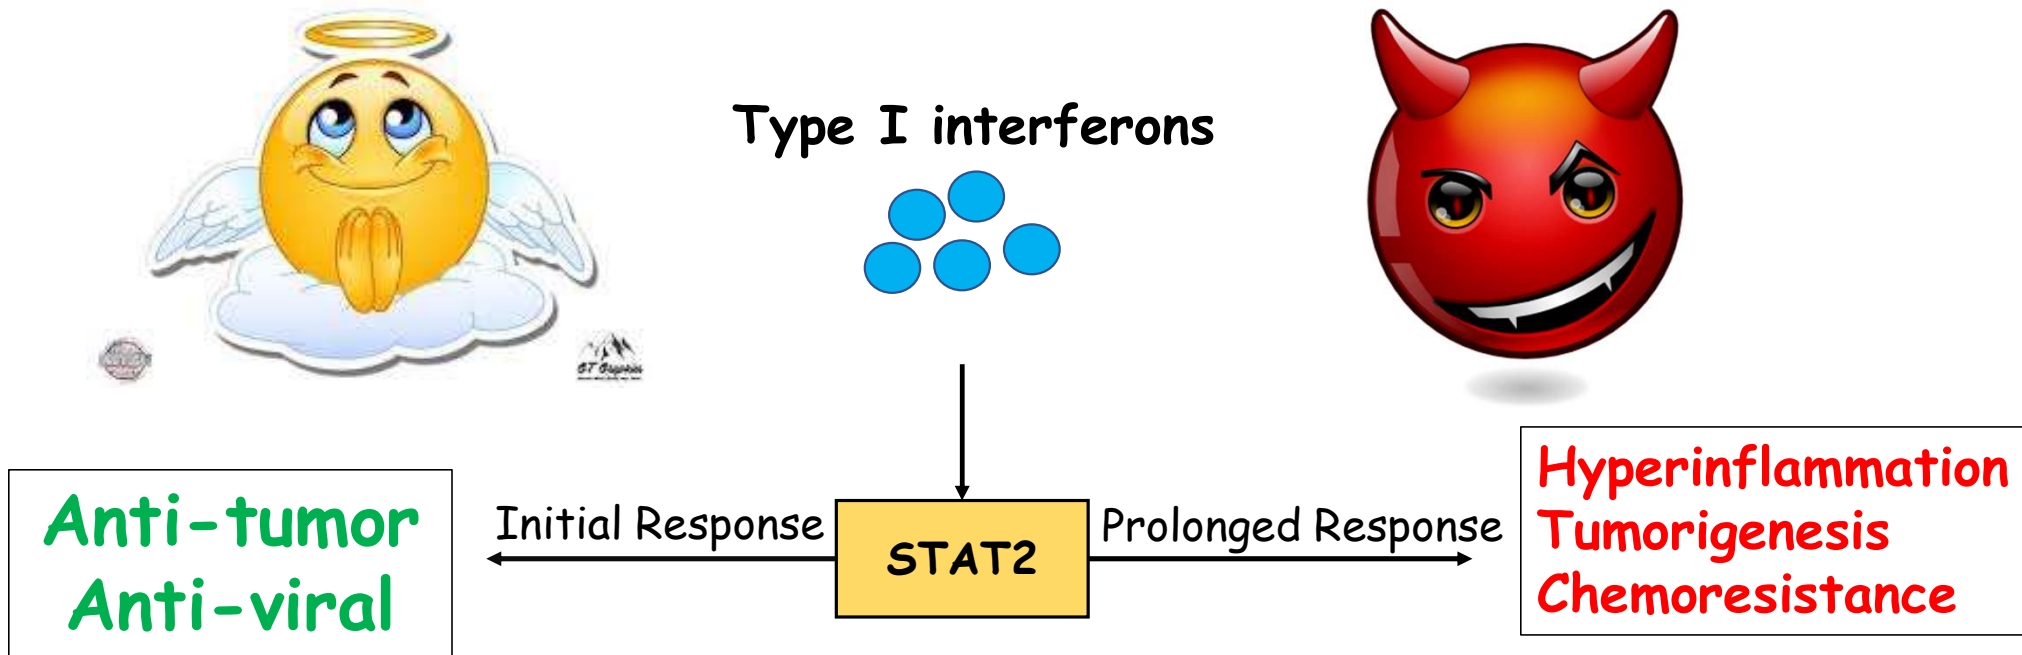 Type I interferons
Anti-tumor
Anti-viral
Initial Response
STAT2
Prolonged Response
Hyperinflammation
Tumorigenesis
Chemoresistance